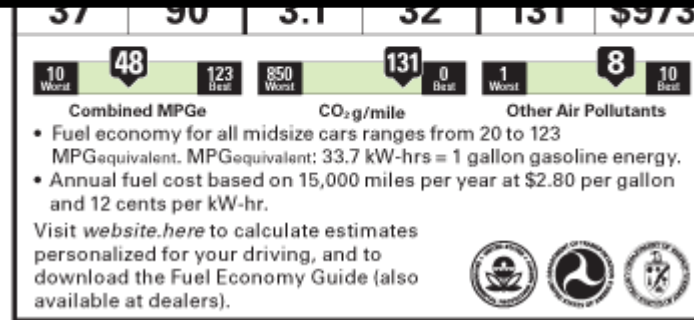 37 90 3.1 32 131 $973
48 131 8
10 Worst 123 Best 850 Worst 0 Best 1 Worst 10 Best
Combined MPGe CO₂ g/mile Other Air Pollutants
• Fuel economy for all midsize cars ranges from 20 to 123
MPGequivalent. MPGequivalent: 33.7 kW-hrs = 1 gallon gasoline energy.
• Annual fuel cost based on 15,000 miles per year at $2.80 per gallon
and 12 cents per kW-hr.
Visit website.here to calculate estimates
personalized for your driving, and to
download the Fuel Economy Guide (also
available at dealers).